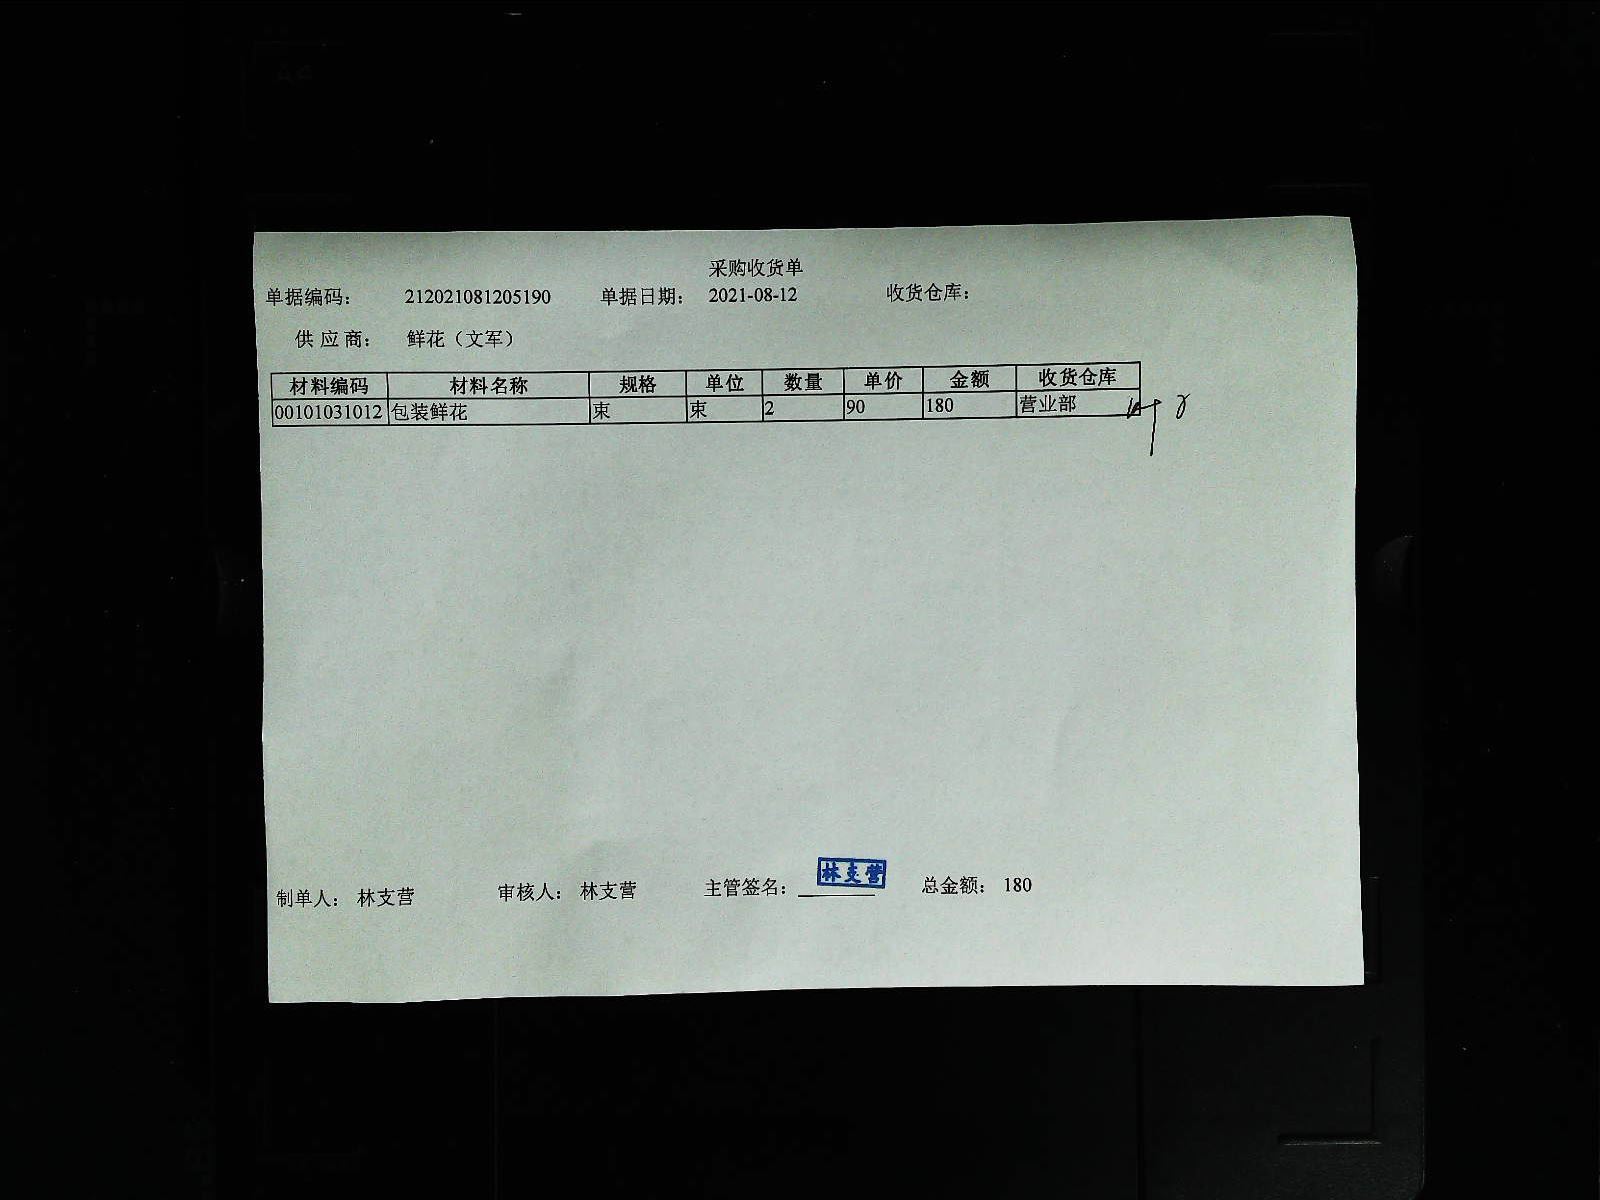 采购收货单
单据编码： 212021081205190 单据日期： 2021-08-12 收货仓库：
供 应 商： 鲜花（文军）
材料编码 材料名称 规格 单位 数量 单价 金额 收货仓库
00101031012 包装鲜花 束 束 2 90 180 营业部
林支营
制单人： 林支营 审核人： 林支营 主管签名： 总金额： 180